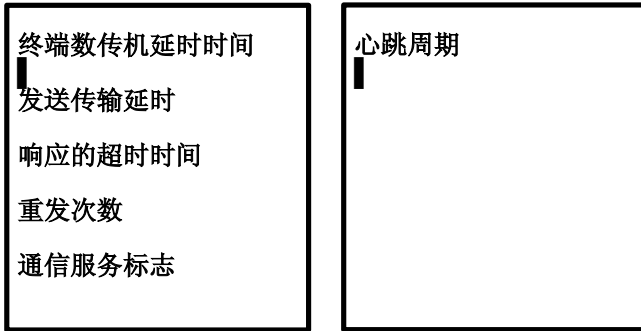 终端数传机延时时间
发送传输延时
响应的超时时间
重发次数
通信服务标志
心跳周期